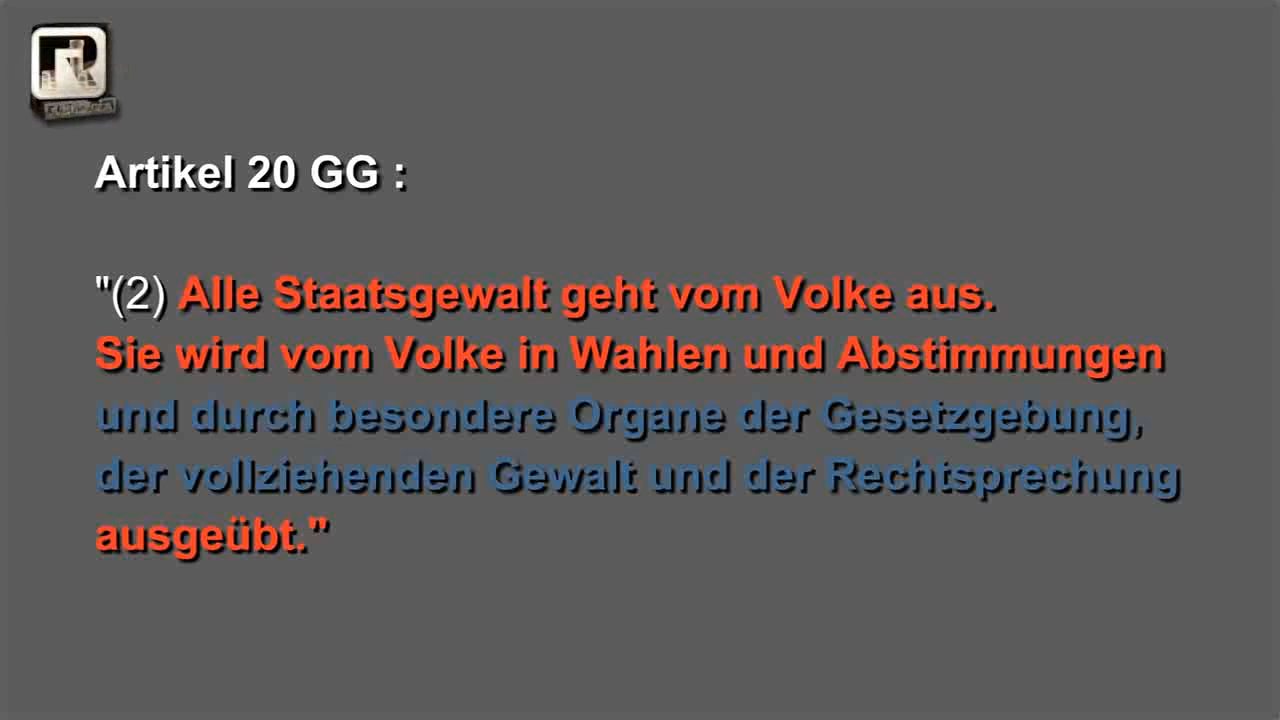 Artikel 20 GG :
"(2) Alle Staatsgewalt geht vom Volke aus.
Sie wird vom Volke in Wahlen und Abstimmungen
und durch besondere Organe der Gesetzgebung,
der vollziehenden Gewalt und der Rechtsprechung
ausgeübt."